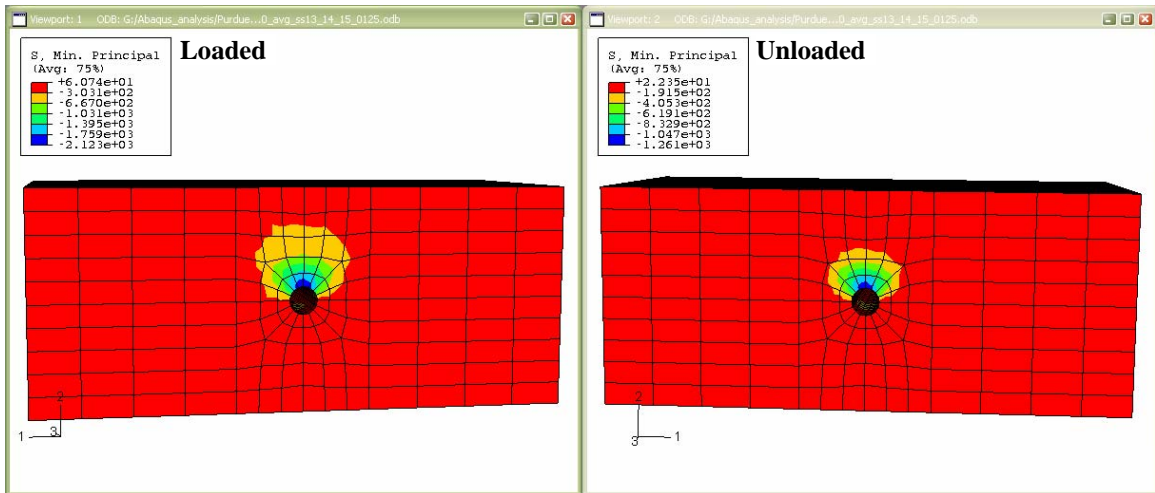 Viewport: 1 ODB: G:/Abaqus_analysis/Purdue...0_avg_ss13_14_15_0125.odb
Loaded
S, Min. Principal
(Avg: 75%)
+6.074e+01
-3.031e+02
-6.670e+02
-1.031e+03
-1.395e+03
-1.759e+03
-2.123e+03
2
1
3
Viewport: 2 ODB: G:/Abaqus_analysis/Purdue...0_avg_ss13_14_15_0125.odb
Unloaded
S, Min. Principal
(Avg: 75%)
+2.235e+01
-1.915e+02
-4.053e+02
-6.191e+02
-8.329e+02
-1.047e+03
-1.261e+03
2
3
1